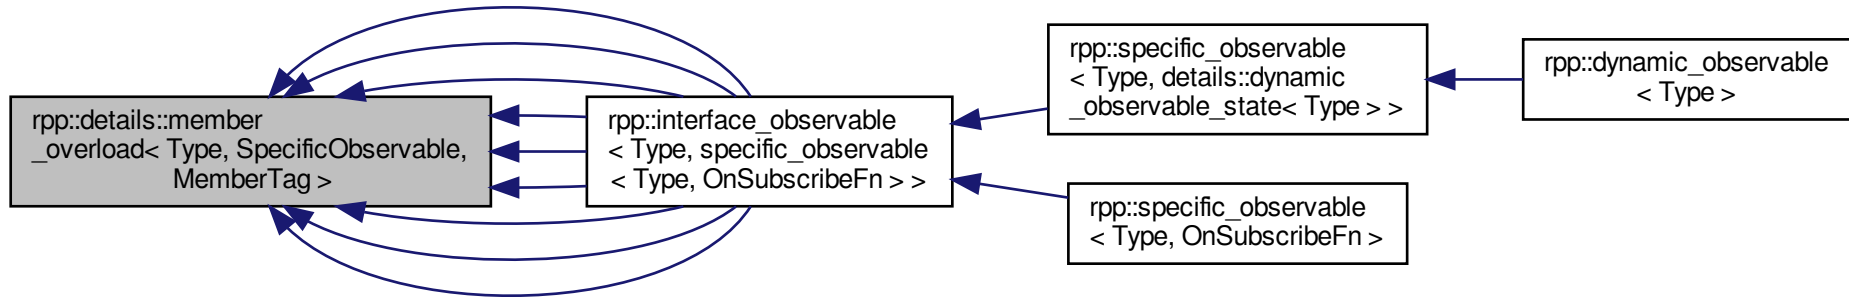 rpp::details::member
_overload< Type, SpecificObservable,
MemberTag >
rpp::interface_observable
< Type, specific_observable
< Type, OnSubscribeFn > >
rpp::specific_observable
< Type, details::dynamic
_observable_state< Type > >
rpp::dynamic_observable
< Type >
rpp::specific_observable
< Type, OnSubscribeFn >